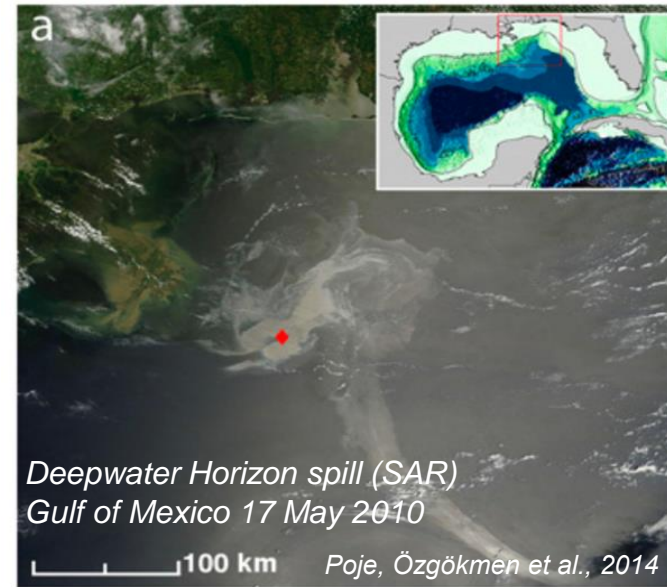 a
Deepwater Horizon spill (SAR)
Gulf of Mexico 17 May 2010
100 km
Poje, Özgökmen et al., 2014